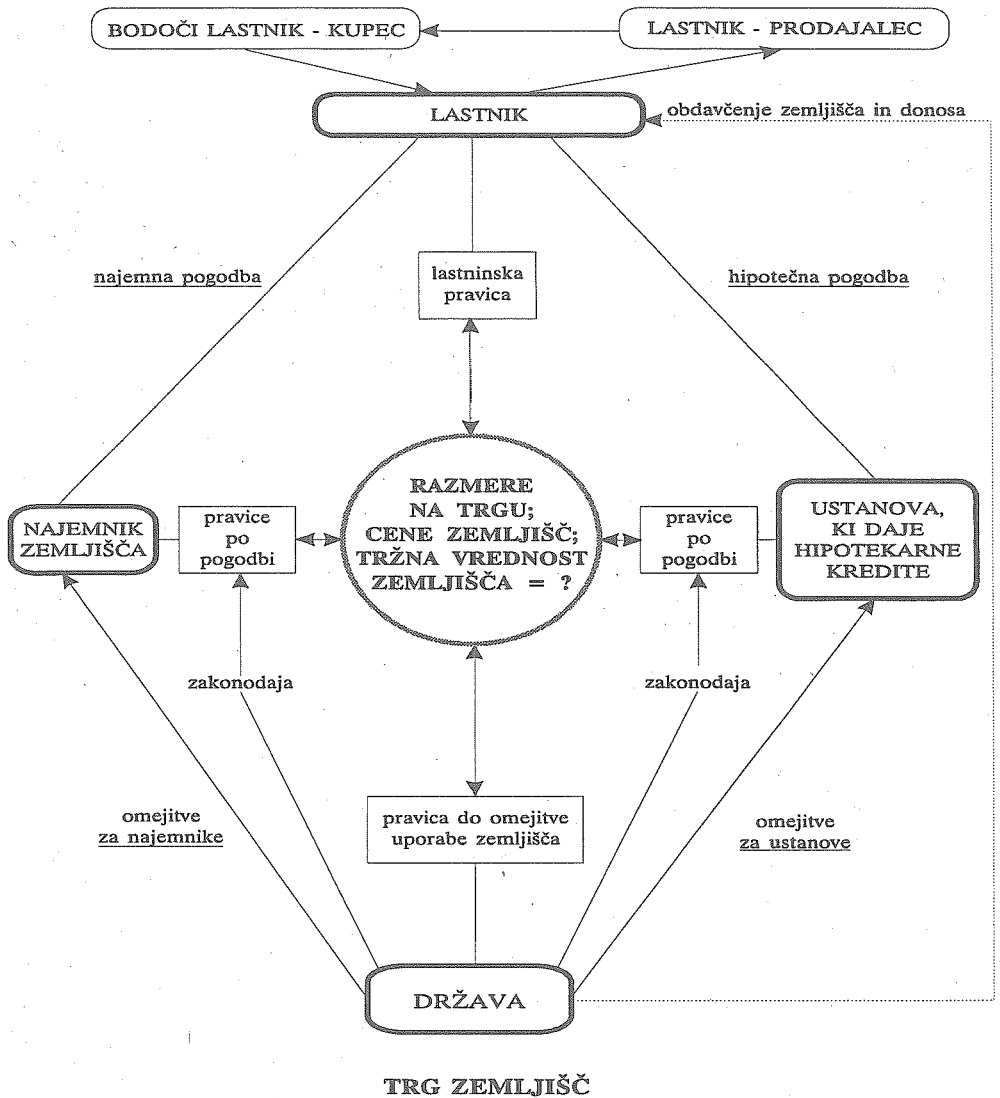 BODOČI LASTNIK - KUPEC
LASTNIK - PRODAJALEC
LASTNIK
obdavčenje zemljišča in donosa
najemna pogodba
lastninska
pravica
hipotečna pogodba
NAJEMNIK
ZEMLJIŠČA
pravice
po
pogodbi
RAZMERE
NA TRGU;
CENE ZEMLJIŠČ;
TRŽNA VREDNOST
ZEMLJIŠČA = ?
pravice
po
pogodbi
USTANOVA,
KI DAJE
HIPOTEKARNE
KREDITE
zakonodaja
zakonodaja
omejitve
za najemnike
pravica do omejitve
uporabe zemljišča
omejitve
za ustanove
DRŽAVA
TRG ZEMLJIŠČ